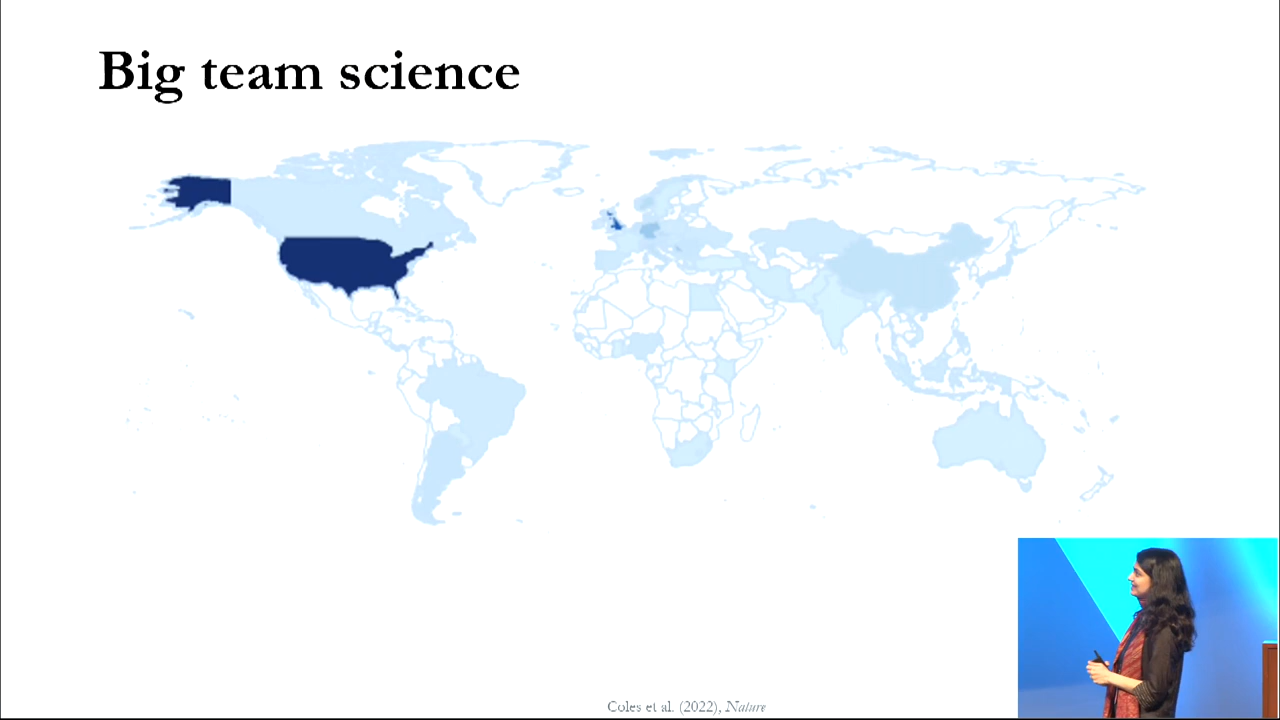 Big team science
Coles et al. (2022), Nature